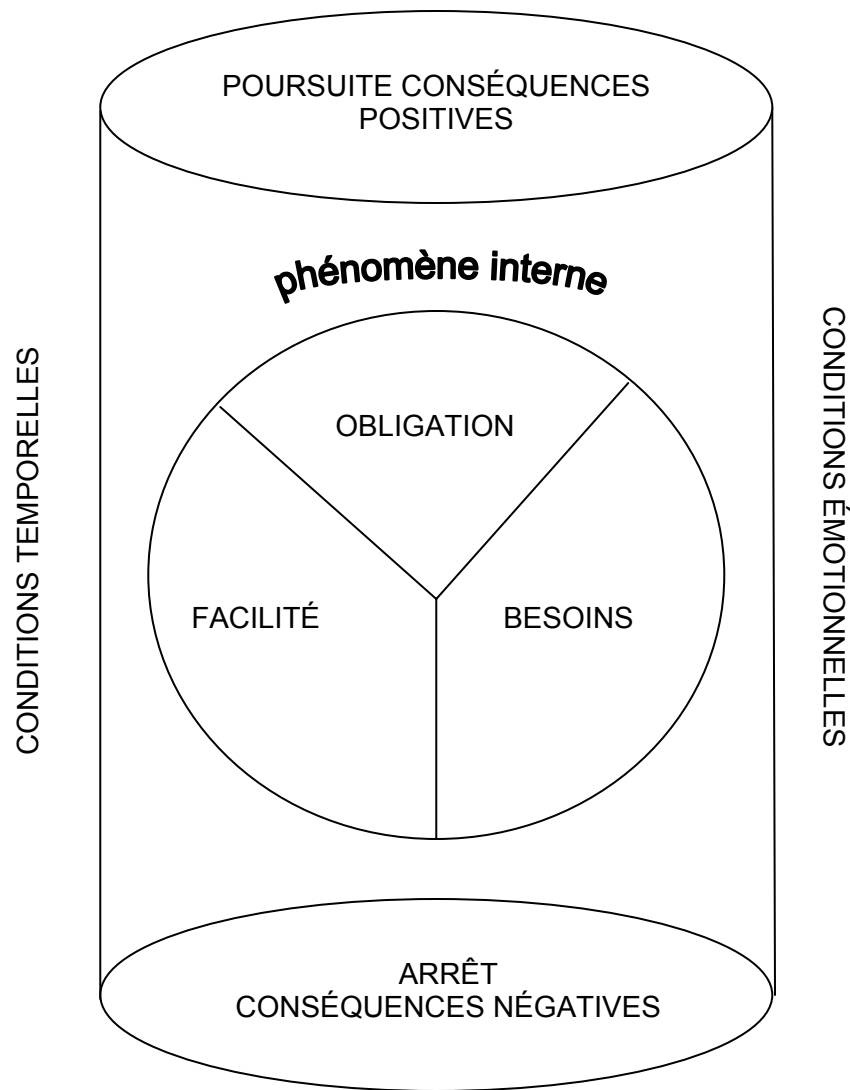 POURSUITE CONSÉQUENCES
POSITIVES
phénomène interne
CONDITIONS TEMPORELLES
CONDITIONS ÉMOTIONNELLES
OBLIGATION
FACILITÉ
BESOINS
ARRÊT
CONSÉQUENCES NÉGATIVES